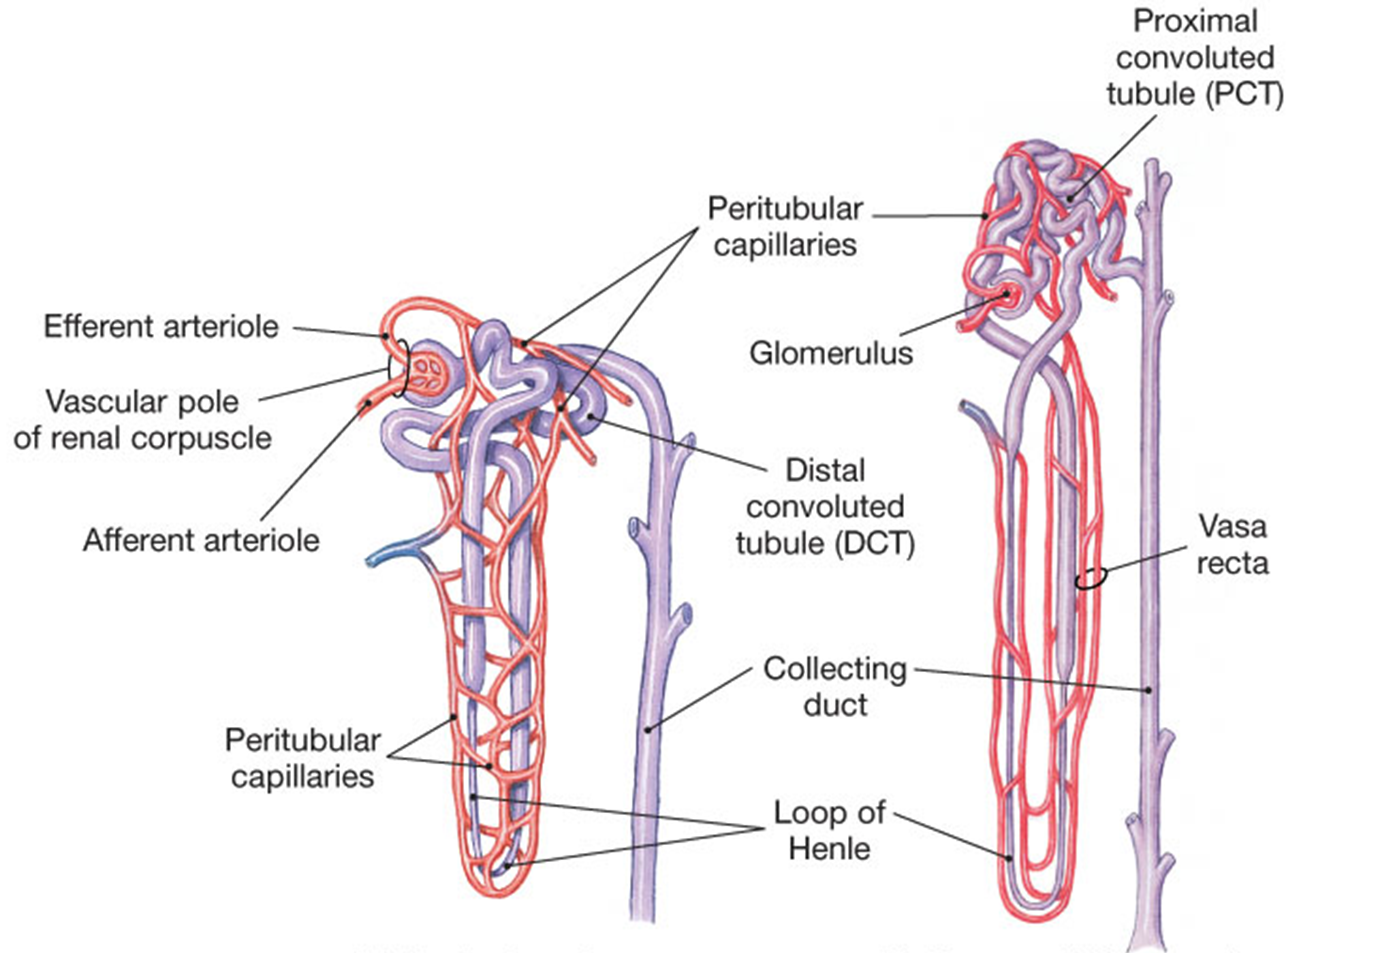 Proximal
convoluted
tubule (PCT)
Peritubular
capillaries
Efferent arteriole
Glomerulus
Vascular pole
of renal corpuscle
Distal
convoluted
tubule (DCT)
Afferent arteriole
Vasa
recta
Collecting
duct
Peritubular
capillaries
Loop of
Henle